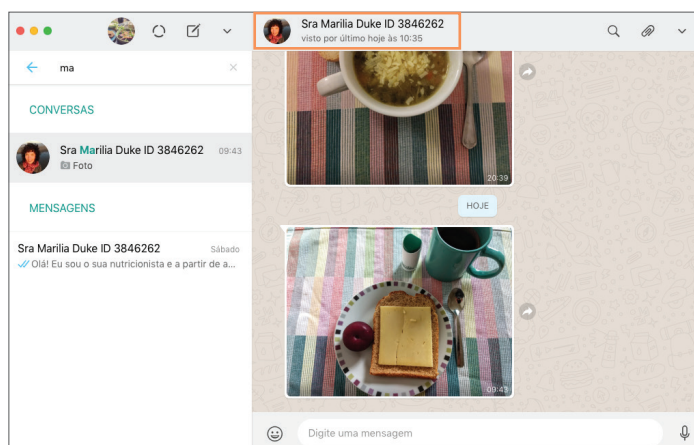 ma
CONVERSAS
Sra Marilia Duke ID 3846262 09:43
Foto
MENSAGENS
Sra Marilia Duke ID 3846262 Sábado
Olá! Eu sou o sua nutricionista e a partir de a...
Sra Marilia Duke ID 3846262
visto por último hoje às 10:35
20:39
HOJE
09:43
Digite uma mensagem